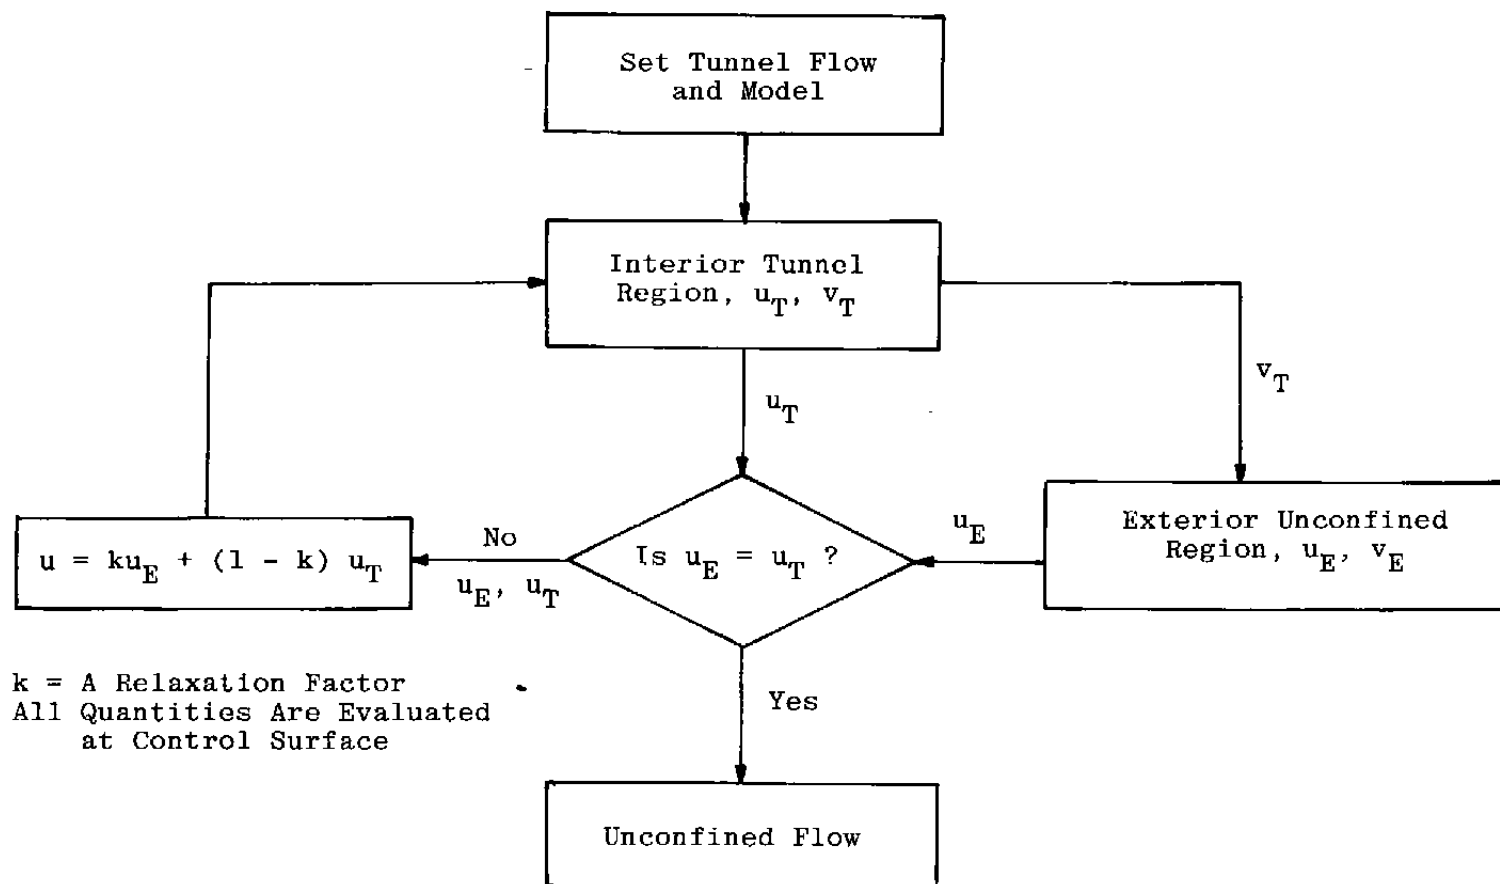 Set Tunnel Flow
and Model
Interior Tunnel
Region, u_T, v_T
v_T
u_T
Exterior Unconfined
Region, u_E, v_E
u_E
Is u_E = u_T ?
No
u_E, u_T
u = ku_E + (1 - k) u_T
k = A Relaxation Factor
All Quantities Are Evaluated
at Control Surface
Yes
Unconfined Flow